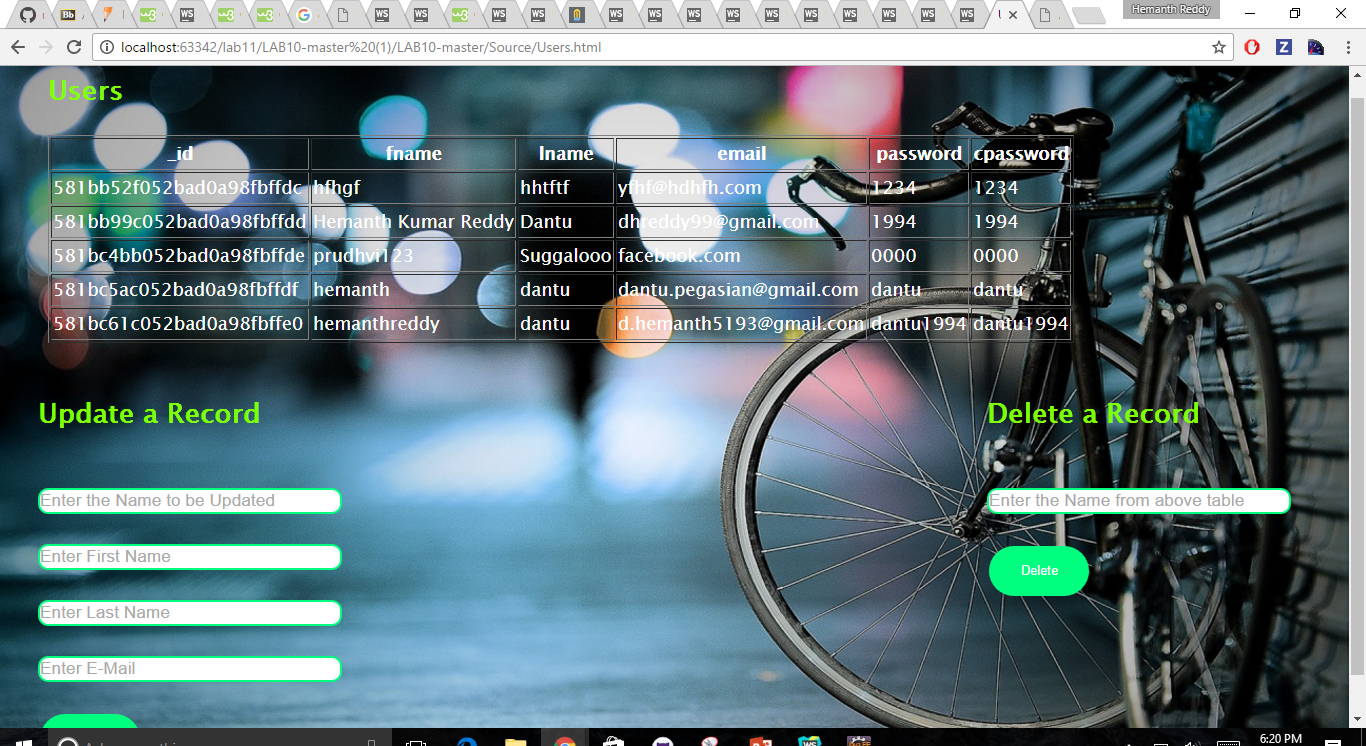 Hemanth Reddy
localhost:63342/lab11/LAB10-master%20(1)/LAB10-master/Source/Users.html
Users
_id fname lname email password cpassword
581bb52f052bad0a98fbffdc hfhgf hhtftf yfhf@hdhfh.com 1234 1234
581bb99c052bad0a98fbffdd Hemanth Kumar Reddy Dantu dhreddy99@gmail.com 1994 1994
581bc4bb052bad0a98fbffde prudhvi123 Suggalooo facebook.com 0000 0000
581bc5ac052bad0a98fbffdf hemanth dantu dantu.pegasian@gmail.com dantu dantu
581bc61c052bad0a98fbffe0 hemanthreddy dantu d.hemanth5193@gmail.com dantu1994 dantu1994
Update a Record Delete a Record
Enter the Name to be Updated Enter the Name from above table
Enter First Name Delete
Enter Last Name
Enter E-Mail
6:20 PM